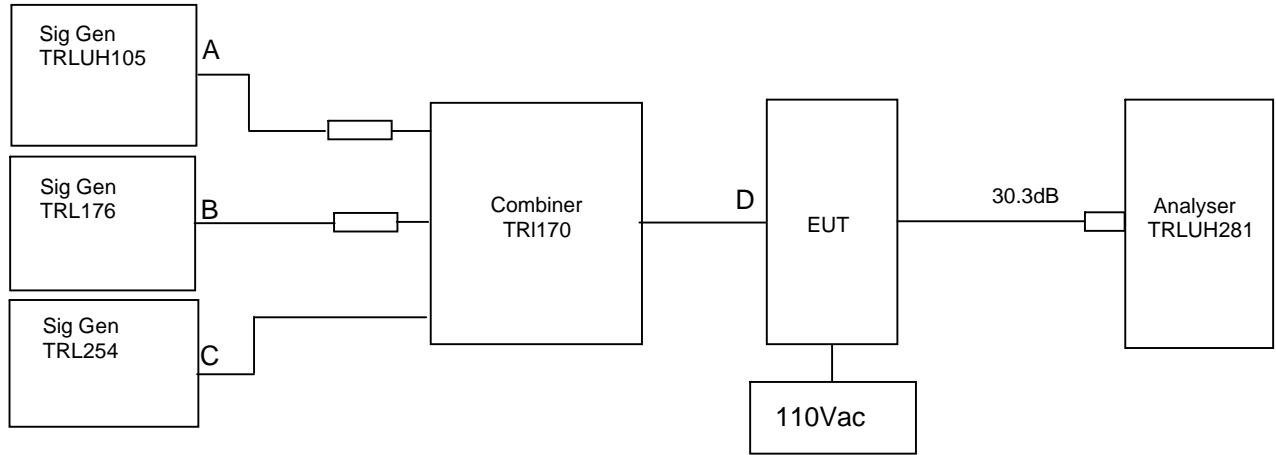 Sig Gen
TRLUH105
A
Sig Gen
TRL176
B
Sig Gen
TRL254
C
Combiner
TRI170
D
EUT
110Vac
30.3dB
Analyser
TRLUH281